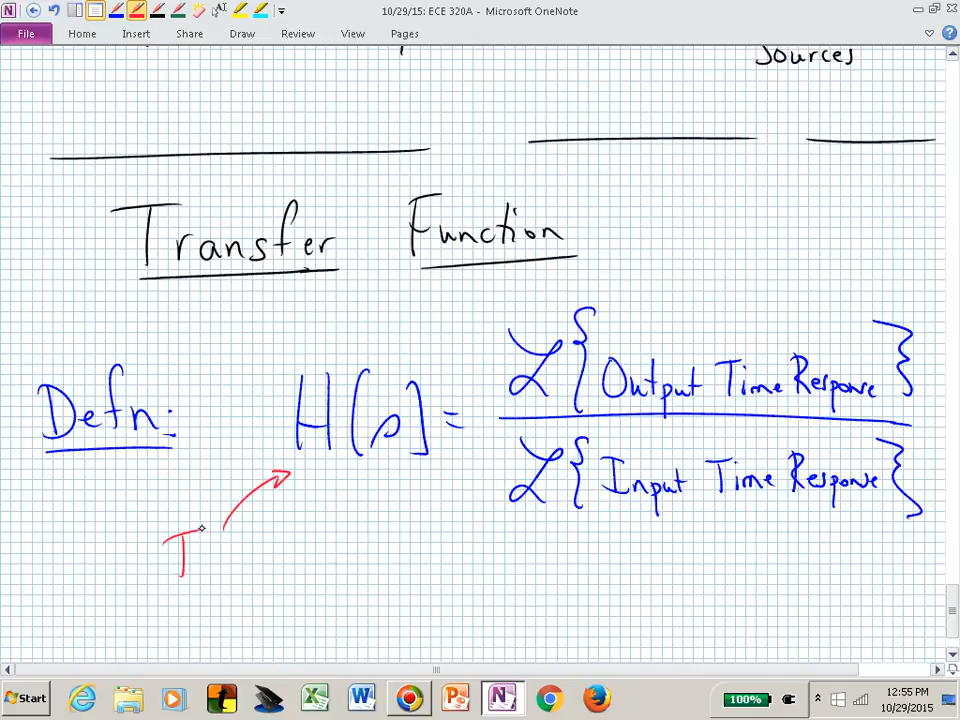 10/29/15: ECE 320A - Microsoft OneNote
File Home Insert Share Draw Review View Pages
Sources
Transfer Function
Defn: H(s) = ℒ{Output Time Response}
ℒ{Input Time Response}
T
Start 100% 12:55 PM
10/29/2015